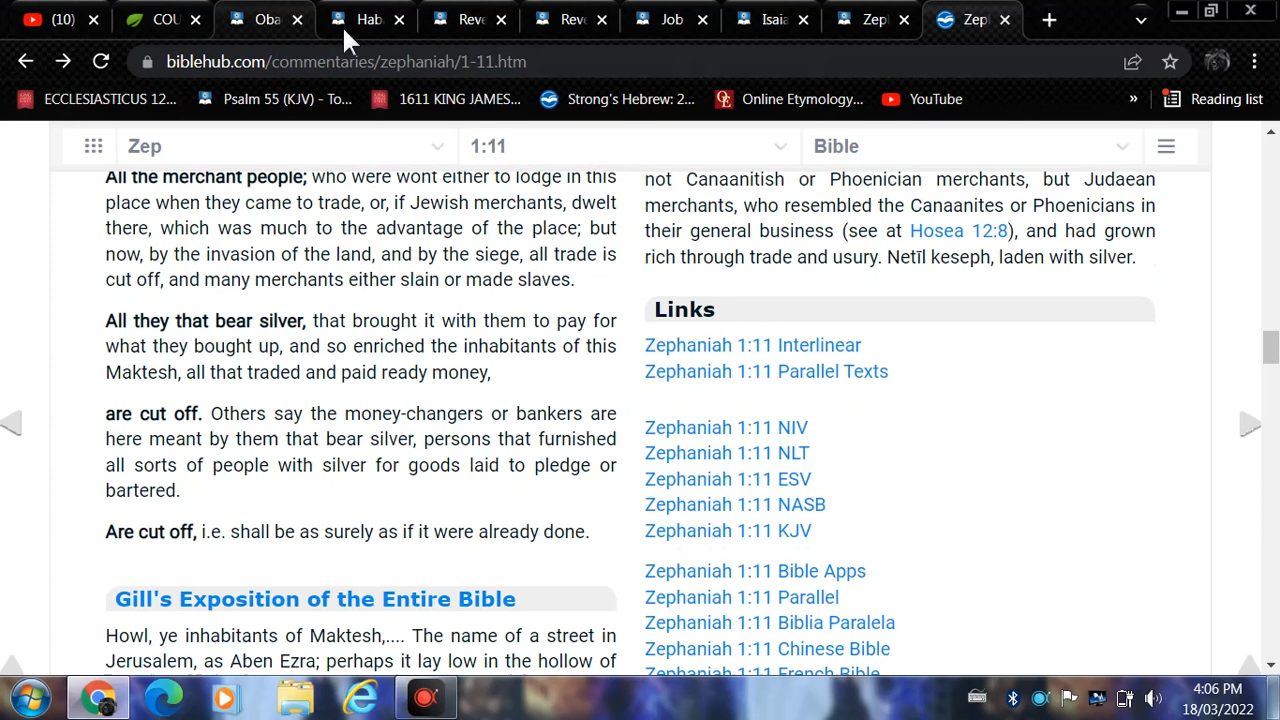 (10)
COU
Oba
Hab
Reve
Reve
Job
Isaia
Zepl
Zep
biblehub.com/commentaries/zephaniah/1-11.htm
ECCLESIASTICUS 12...
Psalm 55 (KJV) - To...
1611 KING JAMES...
Strong's Hebrew: 2...
Online Etymology...
YouTube
»
Reading list
Zep
1:11
Bible
All the merchant people; who were wont either to lodge in this
place when they came to trade, or, if Jewish merchants, dwelt
there, which was much to the advantage of the place; but
now, by the invasion of the land, and by the siege, all trade is
cut off, and many merchants either slain or made slaves.
All they that bear silver, that brought it with them to pay for
what they bought up, and so enriched the inhabitants of this
Maktesh, all that traded and paid ready money,
are cut off. Others say the money-changers or bankers are
here meant by them that bear silver, persons that furnished
all sorts of people with silver for goods laid to pledge or
bartered.
Are cut off, i.e. shall be as surely as if it were already done.
Gill's Exposition of the Entire Bible
Howl, ye inhabitants of Maktesh,.... The name of a street in
Jerusalem, as Aben Ezra; perhaps it lay low in the hollow of
not Canaanitish or Phoenician merchants, but Judaean
merchants, who resembled the Canaanites or Phoenicians in
their general business (see at Hosea 12:8), and had grown
rich through trade and usury. Netīl keseph, laden with silver.
Links
Zephaniah 1:11 Interlinear
Zephaniah 1:11 Parallel Texts
Zephaniah 1:11 NIV
Zephaniah 1:11 NLT
Zephaniah 1:11 ESV
Zephaniah 1:11 NASB
Zephaniah 1:11 KJV
Zephaniah 1:11 Bible Apps
Zephaniah 1:11 Parallel
Zephaniah 1:11 Biblia Paralela
Zephaniah 1:11 Chinese Bible
Zephaniah 1:11 French Bible
4:06 PM
18/03/2022